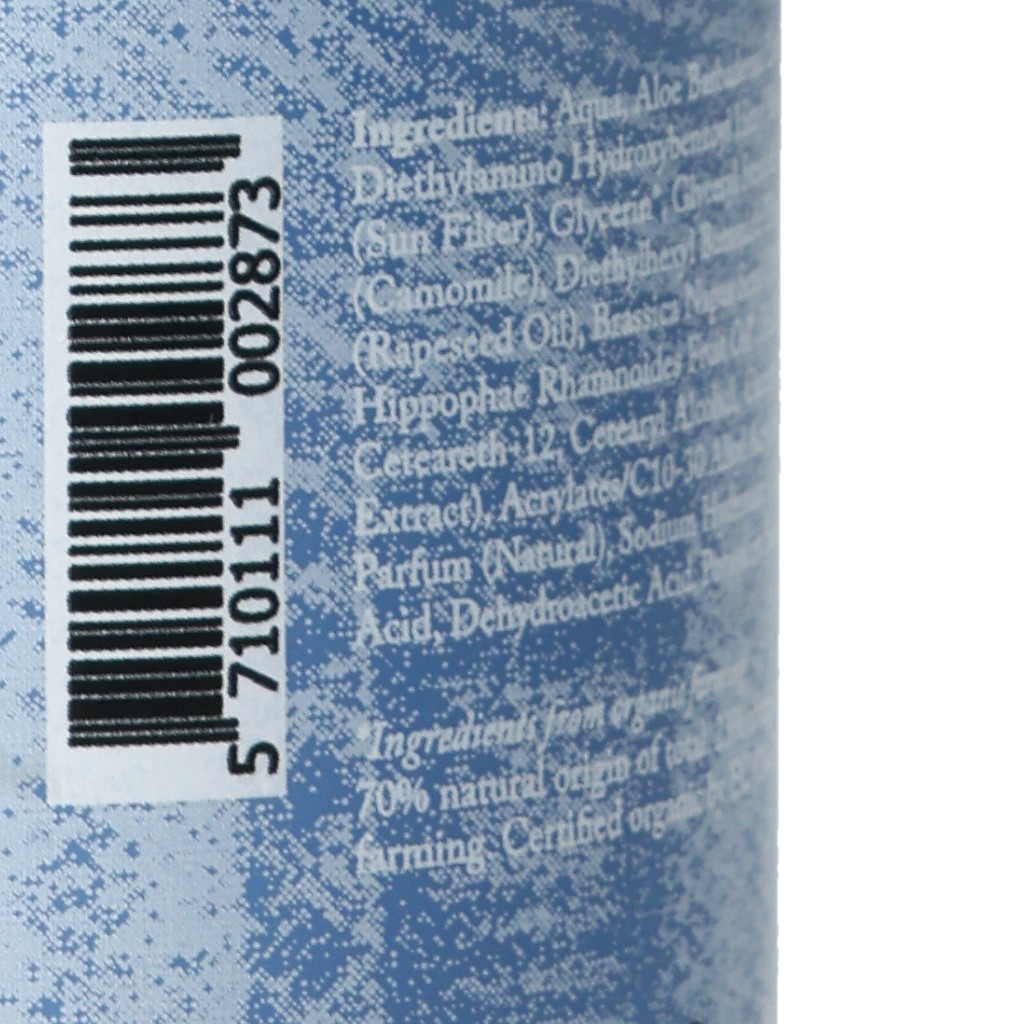 5 710111 002873
Ingredients: Aqua, Aloe
Diethylamino Hydroxybenzoyl
(Sun Filter), Glycerin*, Glyceryl
(Camomile), Diethylhexyl
(Rapeseed Oil), Brassica
Hippophae Rhamnoides Fruit Oil
Ceteareth-12, Cetearyl Alcohol,
Extract), Acrylates/C10-30
Parfum (Natural), Sodium
Acid, Dehydroacetic Acid,
*Ingredients from organic
70% natural origin of total
farming. Certified organic